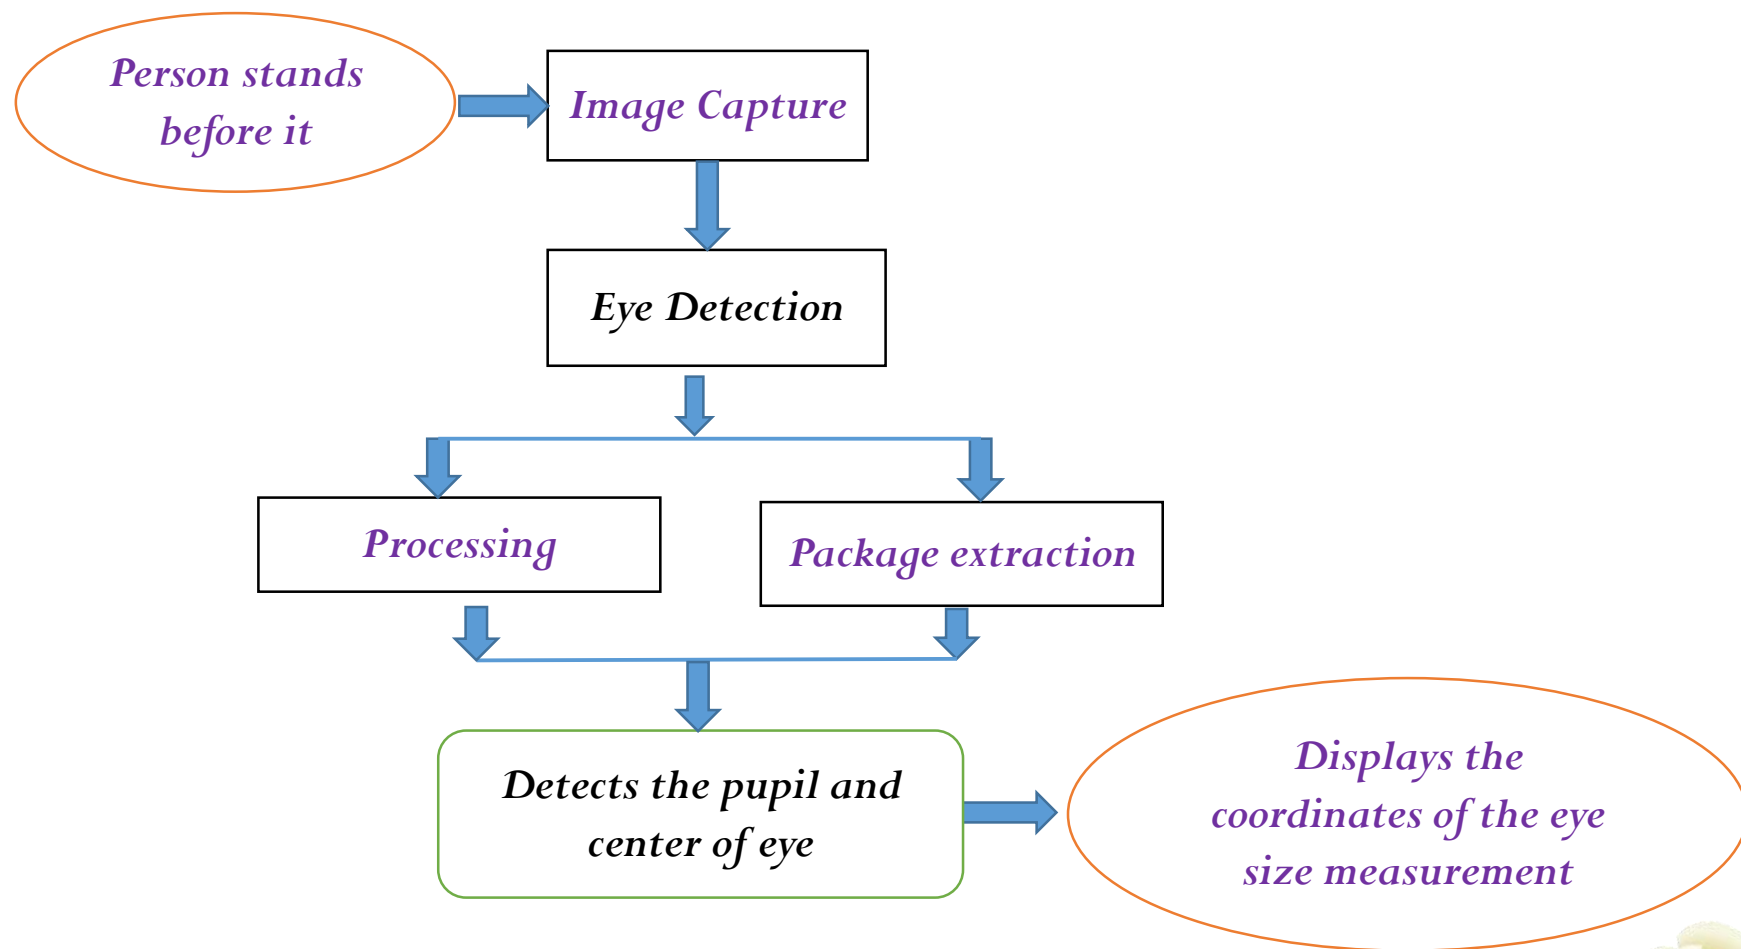 Person stands
before it
Image Capture
Eye Detection
Processing
Package extraction
Detects the pupil and
center of eye
Displays the
coordinates of the eye
size measurement